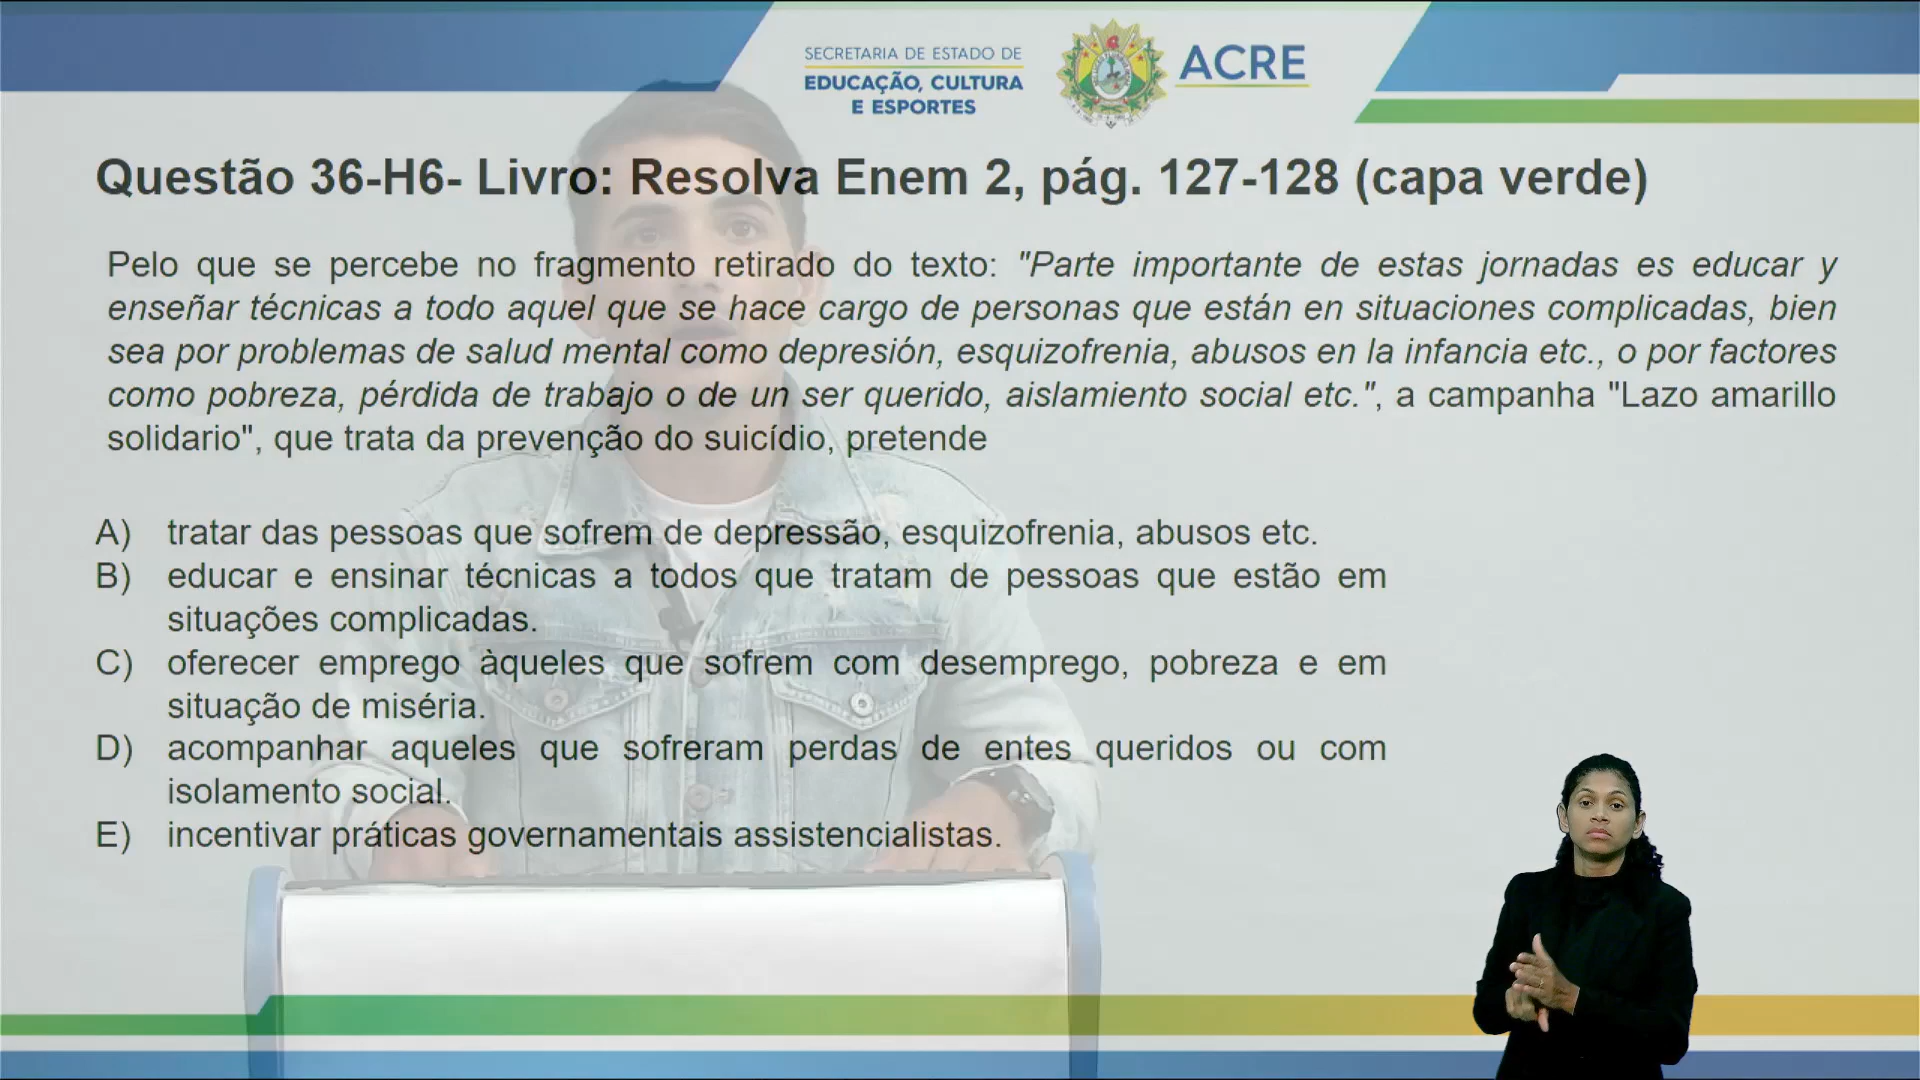 SECRETARIA DE ESTADO DE
EDUCAÇÃO, CULTURA
E ESPORTES
ACRE
Questão 36-H6- Livro: Resolva Enem 2, pág. 127-128 (capa verde)
Pelo que se percebe no fragmento retirado do texto: "Parte importante de estas jornadas es educar y
enseñar técnicas a todo aquel que se hace cargo de personas que están en situaciones complicadas, bien
sea por problemas de salud mental como depresión, esquizofrenia, abusos en la infancia etc., o por factores
como pobreza, pérdida de trabajo o de un ser querido, aislamiento social etc.", a campanha "Lazo amarillo
solidario", que trata da prevenção do suicídio, pretende
A) tratar das pessoas que sofrem de depressão, esquizofrenia, abusos etc.
B) educar e ensinar técnicas a todos que tratam de pessoas que estão em
situações complicadas.
C) oferecer emprego àqueles que sofrem com desemprego, pobreza e em
situação de miséria.
D) acompanhar aqueles que sofreram perdas de entes queridos ou com
isolamento social.
E) incentivar práticas governamentais assistencialistas.